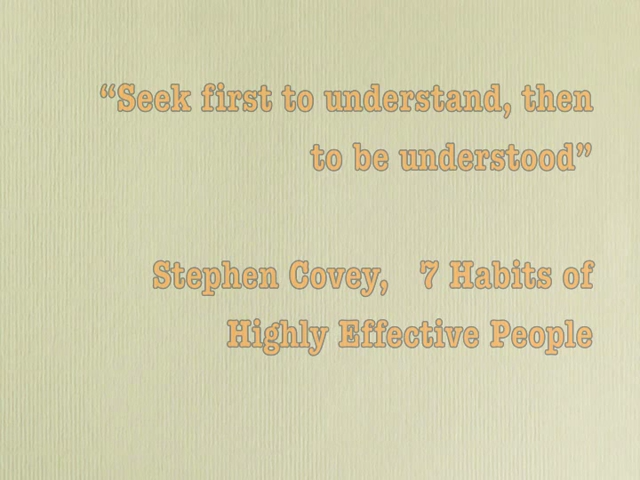 “Seek first to understand, then
to be understood”
Stephen Covey, 7 Habits of
Highly Effective People